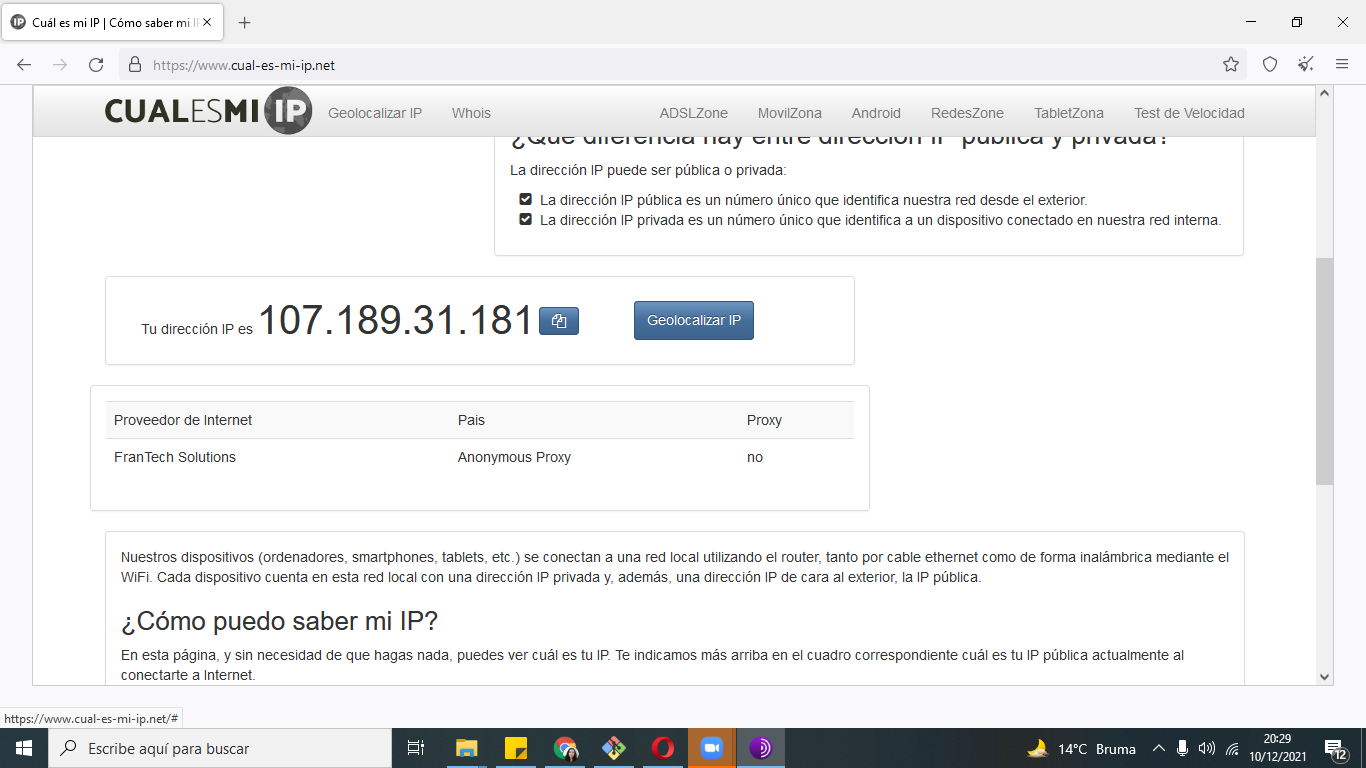 Cuál es mi IP | Cómo saber mi IP
https://www.cual-es-mi-ip.net
CUALESMI IP
Geolocalizar IP
Whois
ADSLZone
MovilZona
Android
RedesZone
TabletZona
Test de Velocidad
¿Qué diferencia hay entre dirección IP pública y privada?
La dirección IP puede ser pública o privada:
La dirección IP pública es un número único que identifica nuestra red desde el exterior.
La dirección IP privada es un número único que identifica a un dispositivo conectado en nuestra red interna.
Tu dirección IP es 107.189.31.181
Geolocalizar IP
Proveedor de Internet
Pais
Proxy
FranTech Solutions
Anonymous Proxy
no
Nuestros dispositivos (ordenadores, smartphones, tablets, etc.) se conectan a una red local utilizando el router, tanto por cable ethernet como de forma inalámbrica mediante el
WiFi. Cada dispositivo cuenta en esta red local con una dirección IP privada y, además, una dirección IP de cara al exterior, la IP pública.
¿Cómo puedo saber mi IP?
En esta página, y sin necesidad de que hagas nada, puedes ver cuál es tu IP. Te indicamos más arriba en el cuadro correspondiente cuál es tu IP pública actualmente al
conectarte a Internet.
https://www.cual-es-mi-ip.net/#
Escribe aquí para buscar
14°C Bruma
20:29
10/12/2021
12